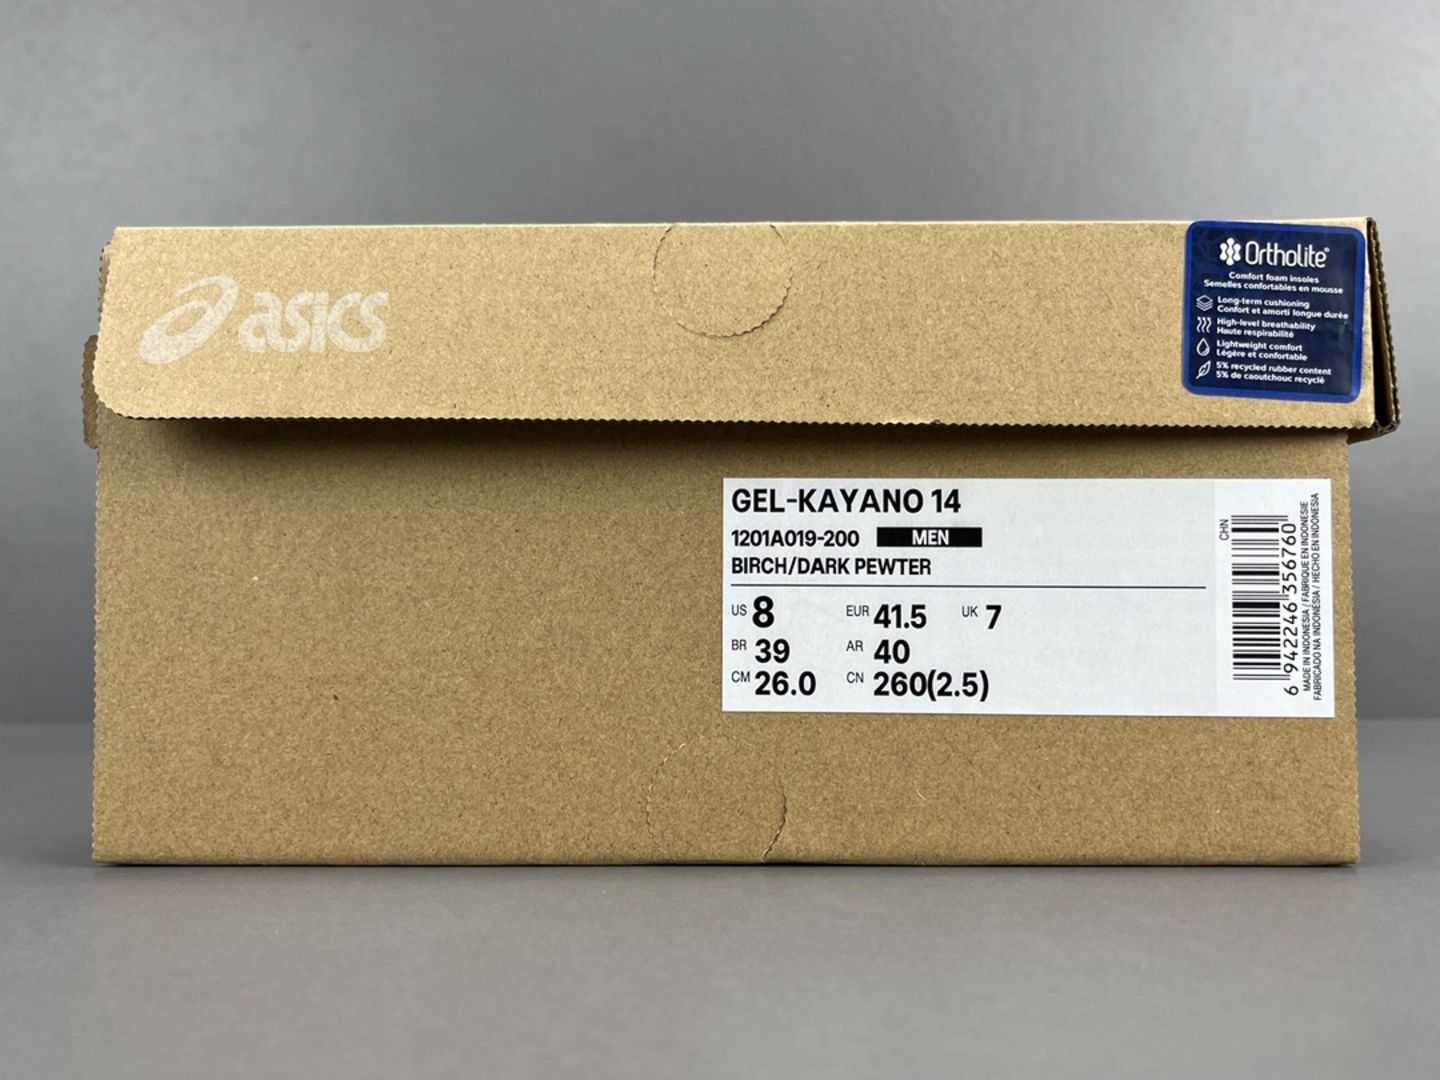 asics
OrthoLite®
Comfort foam insoles
Semelles confortables en mousse
Long-term cushioning
Confort et amorti longue durée
High-level breathability
Haute respirabilité
Lightweight comfort
Légère et confortable
5% recycled rubber content
5% de caoutchouc recyclé
GEL-KAYANO 14
1201A019-200 MEN
BIRCH/DARK PEWTER
US 8 EUR 41.5 UK 7
BR 39 AR 40
CM 26.0 CN 260(2.5)
CHN
6 942246 356760
MADE IN INDONESIA / FABRIQUE EN INDONESIE
FABRICADO NA INDONÉSIA / HECHO EN INDONESIA